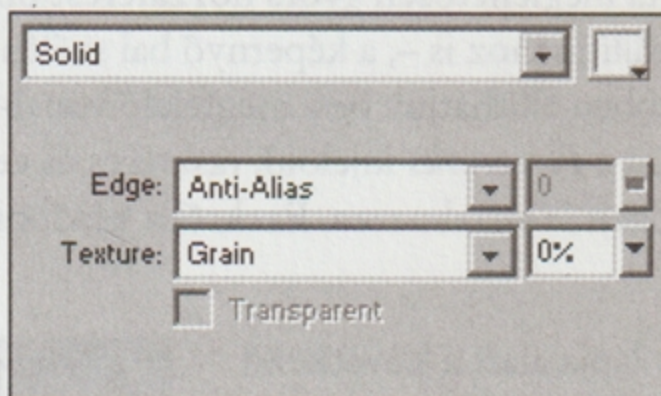 Solid
Edge: Anti-Alias 0
Texture: Grain 0%
Transparent